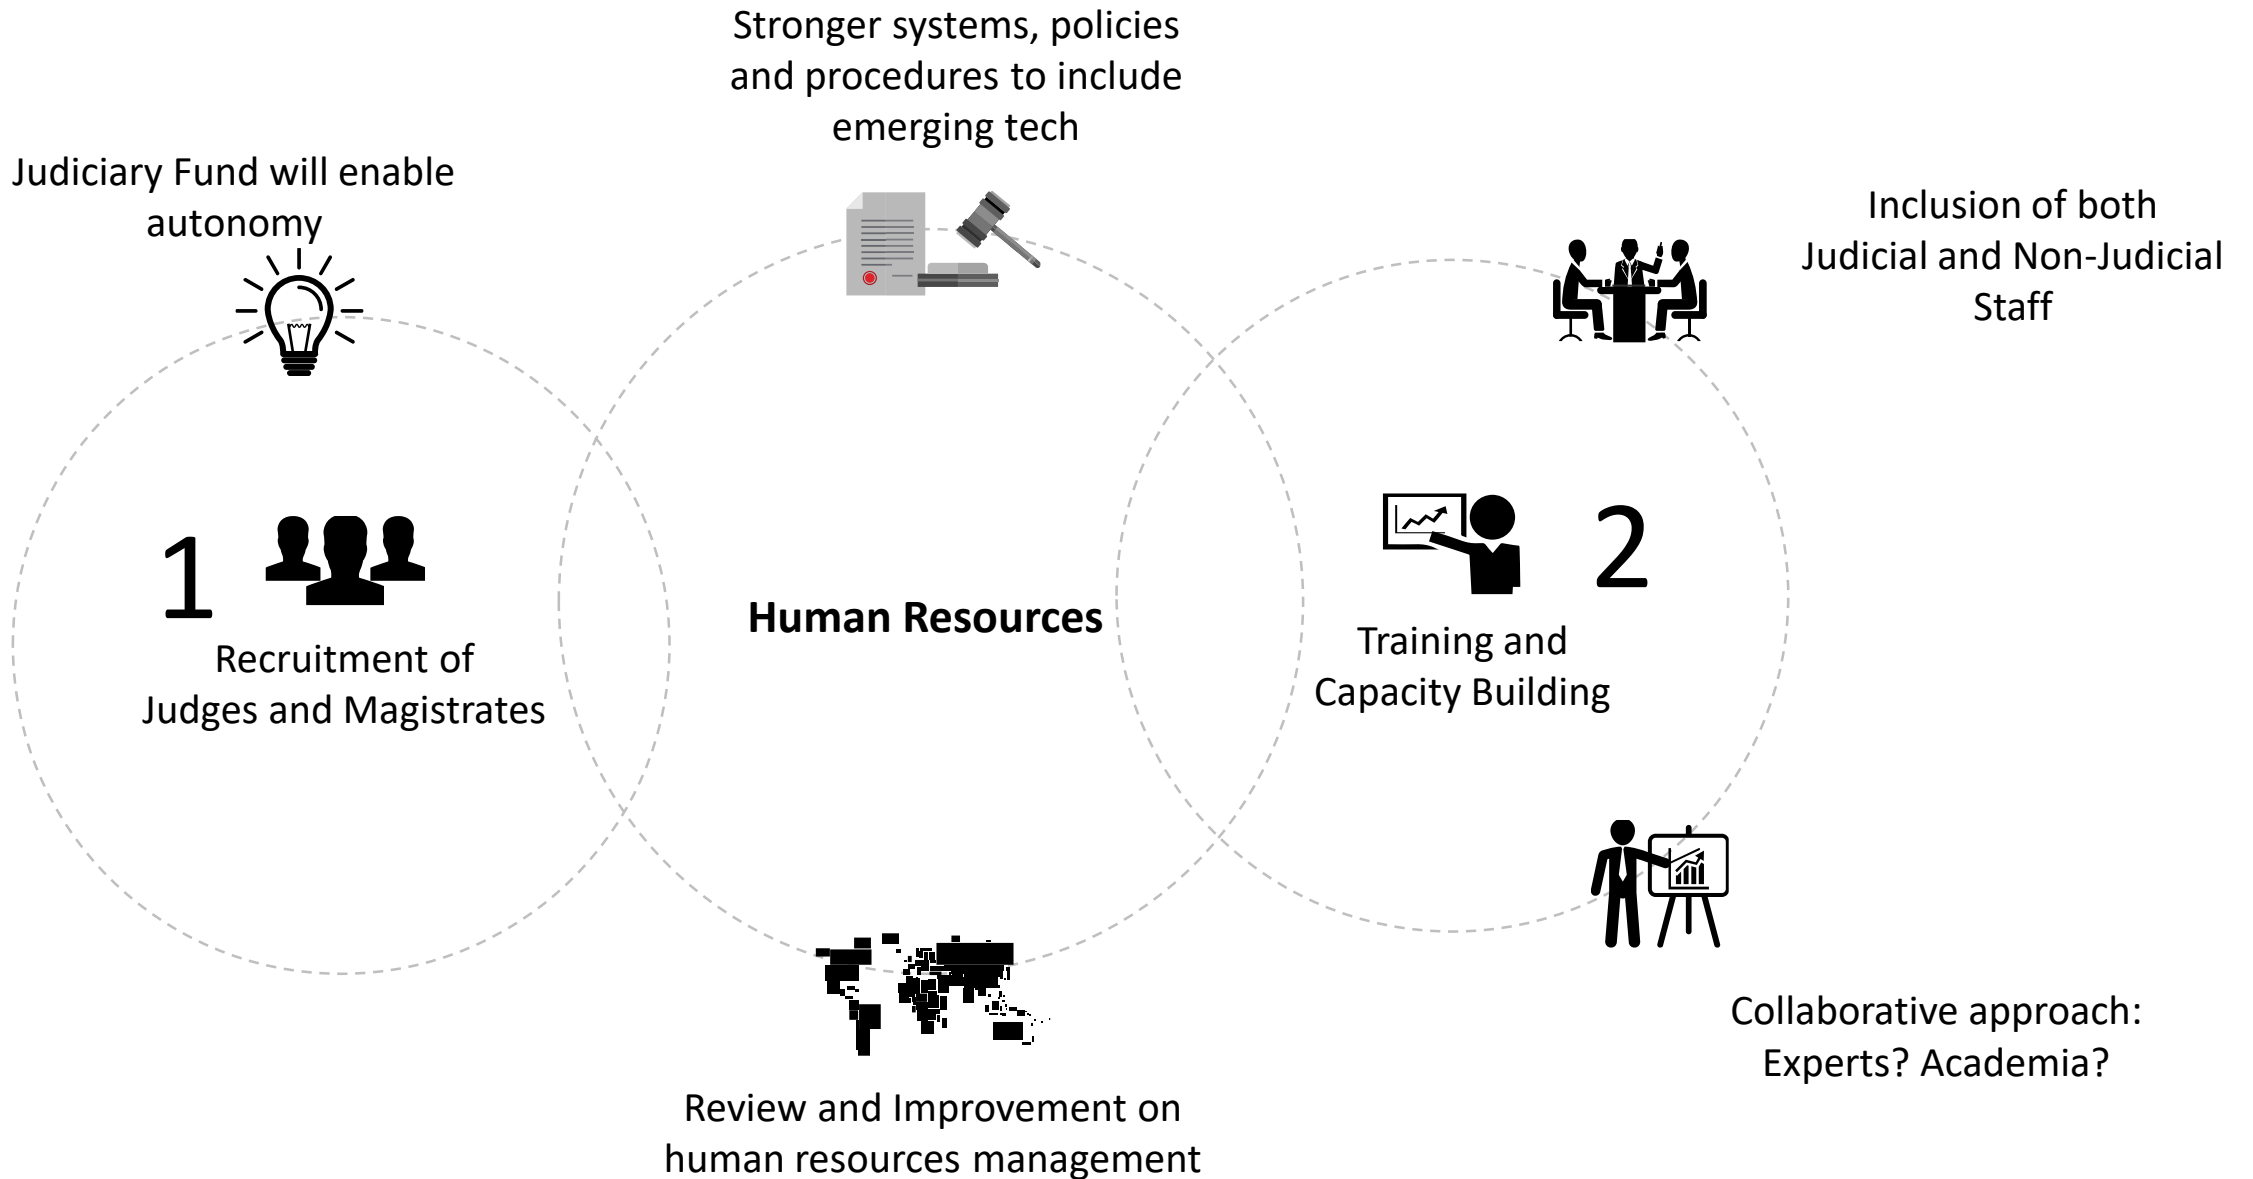 Stronger systems, policies
and procedures to include
emerging tech
Judiciary Fund will enable
autonomy
Inclusion of both
Judicial and Non-Judicial
Staff
1
Recruitment of
Judges and Magistrates
Human Resources
2
Training and
Capacity Building
Collaborative approach:
Experts? Academia?
Review and Improvement on
human resources management